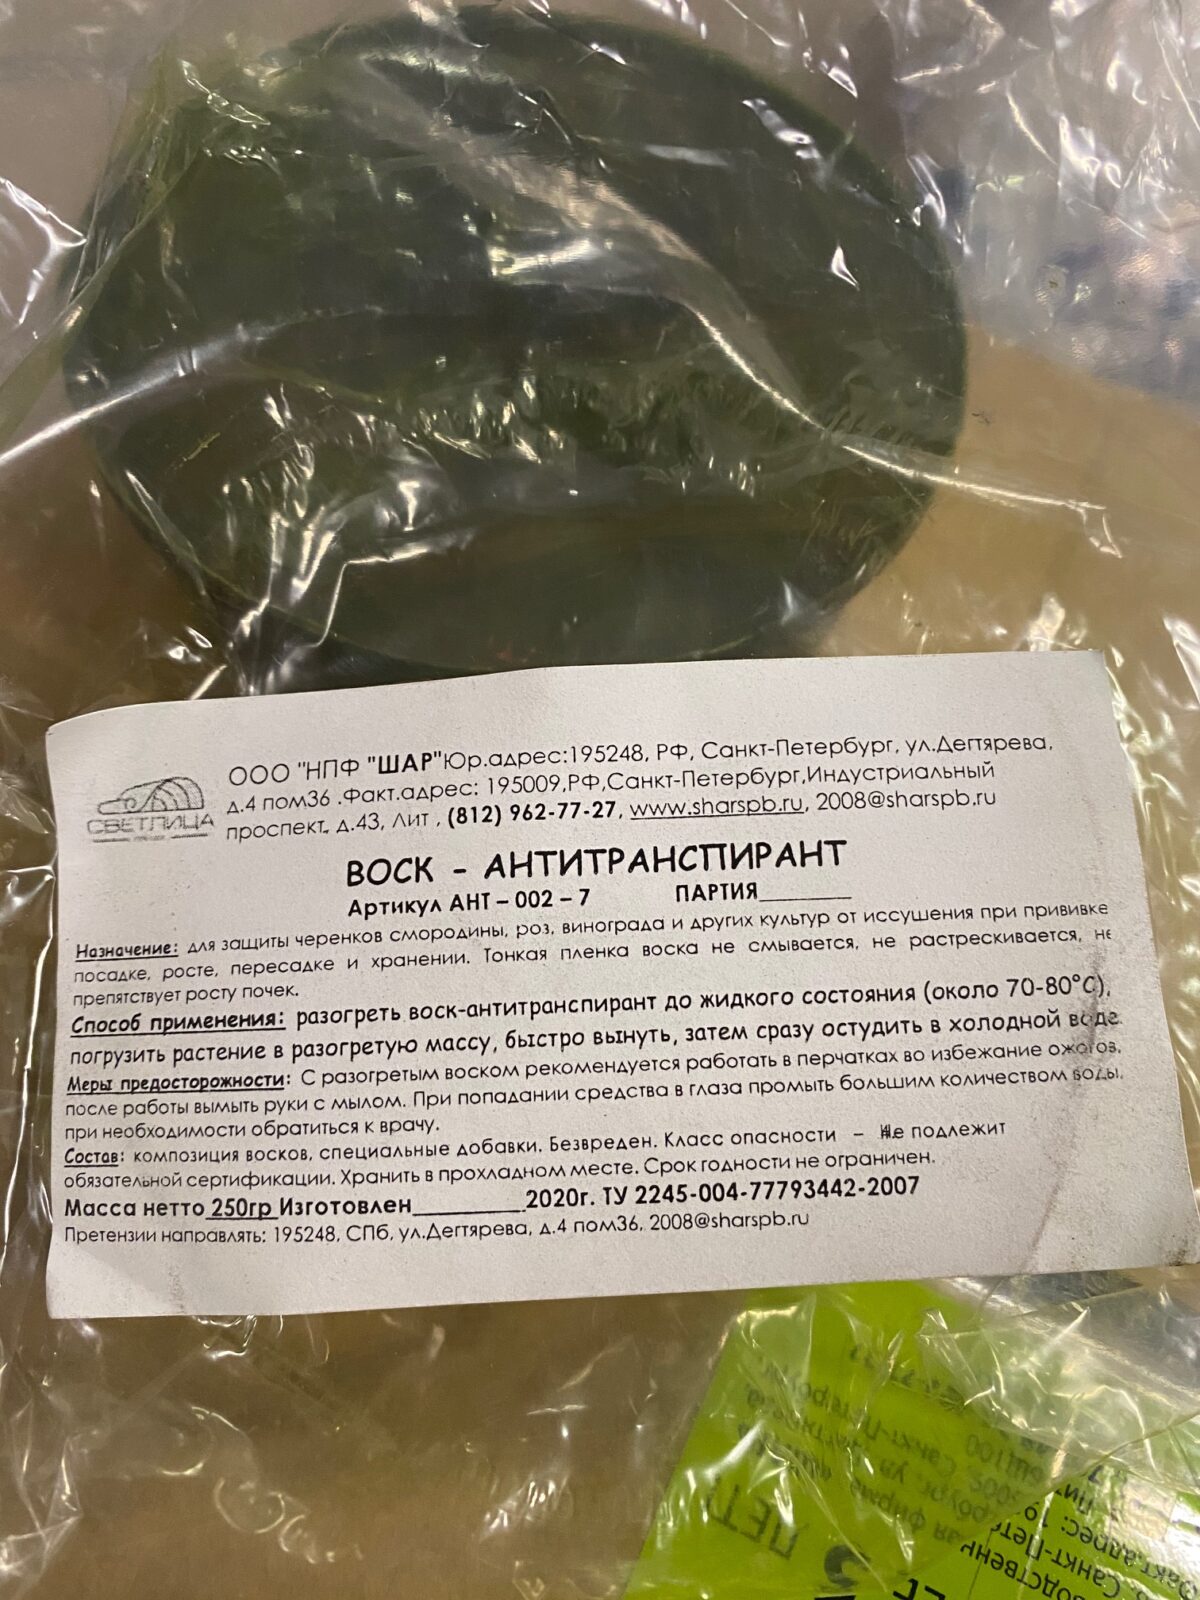 СВЕТЛИЦА
ООО "НПФ "ШАР"Юр.адрес:195248, РФ, Санкт-Петербург, ул.Дегтярева,
д.4 пом36 .Факт.адрес: 195009,РФ,Санкт-Петербург,Индустриальный
проспект, д.43, Лит , (812) 962-77-27, www.sharspb.ru, 2008@sharspb.ru
ВОСК - АНТИТРАНСПИРАНТ
Артикул АНТ – 002 – 7 ПАРТИЯ________
Назначение: для защиты черенков смородины, роз, винограда и других культур от иссушения при прививке
посадке, росте, пересадке и хранении. Тонкая пленка воска не смывается, не растрескивается, не
препятствует росту почек.
Способ применения: разогреть воск-антитранспирант до жидкого состояния (около 70-80°С),
погрузить растение в разогретую массу, быстро вынуть, затем сразу остудить в холодной воде.
Меры предосторожности: С разогретым воском рекомендуется работать в перчатках во избежание ожогов,
после работы вымыть руки с мылом. При попадании средства в глаза промыть большим количеством воды,
при необходимости обратиться к врачу.
Состав: композиция восков, специальные добавки. Безвреден. Класс опасности – Не подлежит
обязательной сертификации. Хранить в прохладном месте. Срок годности не ограничен.
Масса нетто 250гр Изготовлен__________2020г. ТУ 2245-004-77793442-2007
Претензии направлять: 195248, СПб, ул.Дегтярева, д.4 пом36, 2008@sharspb.ru